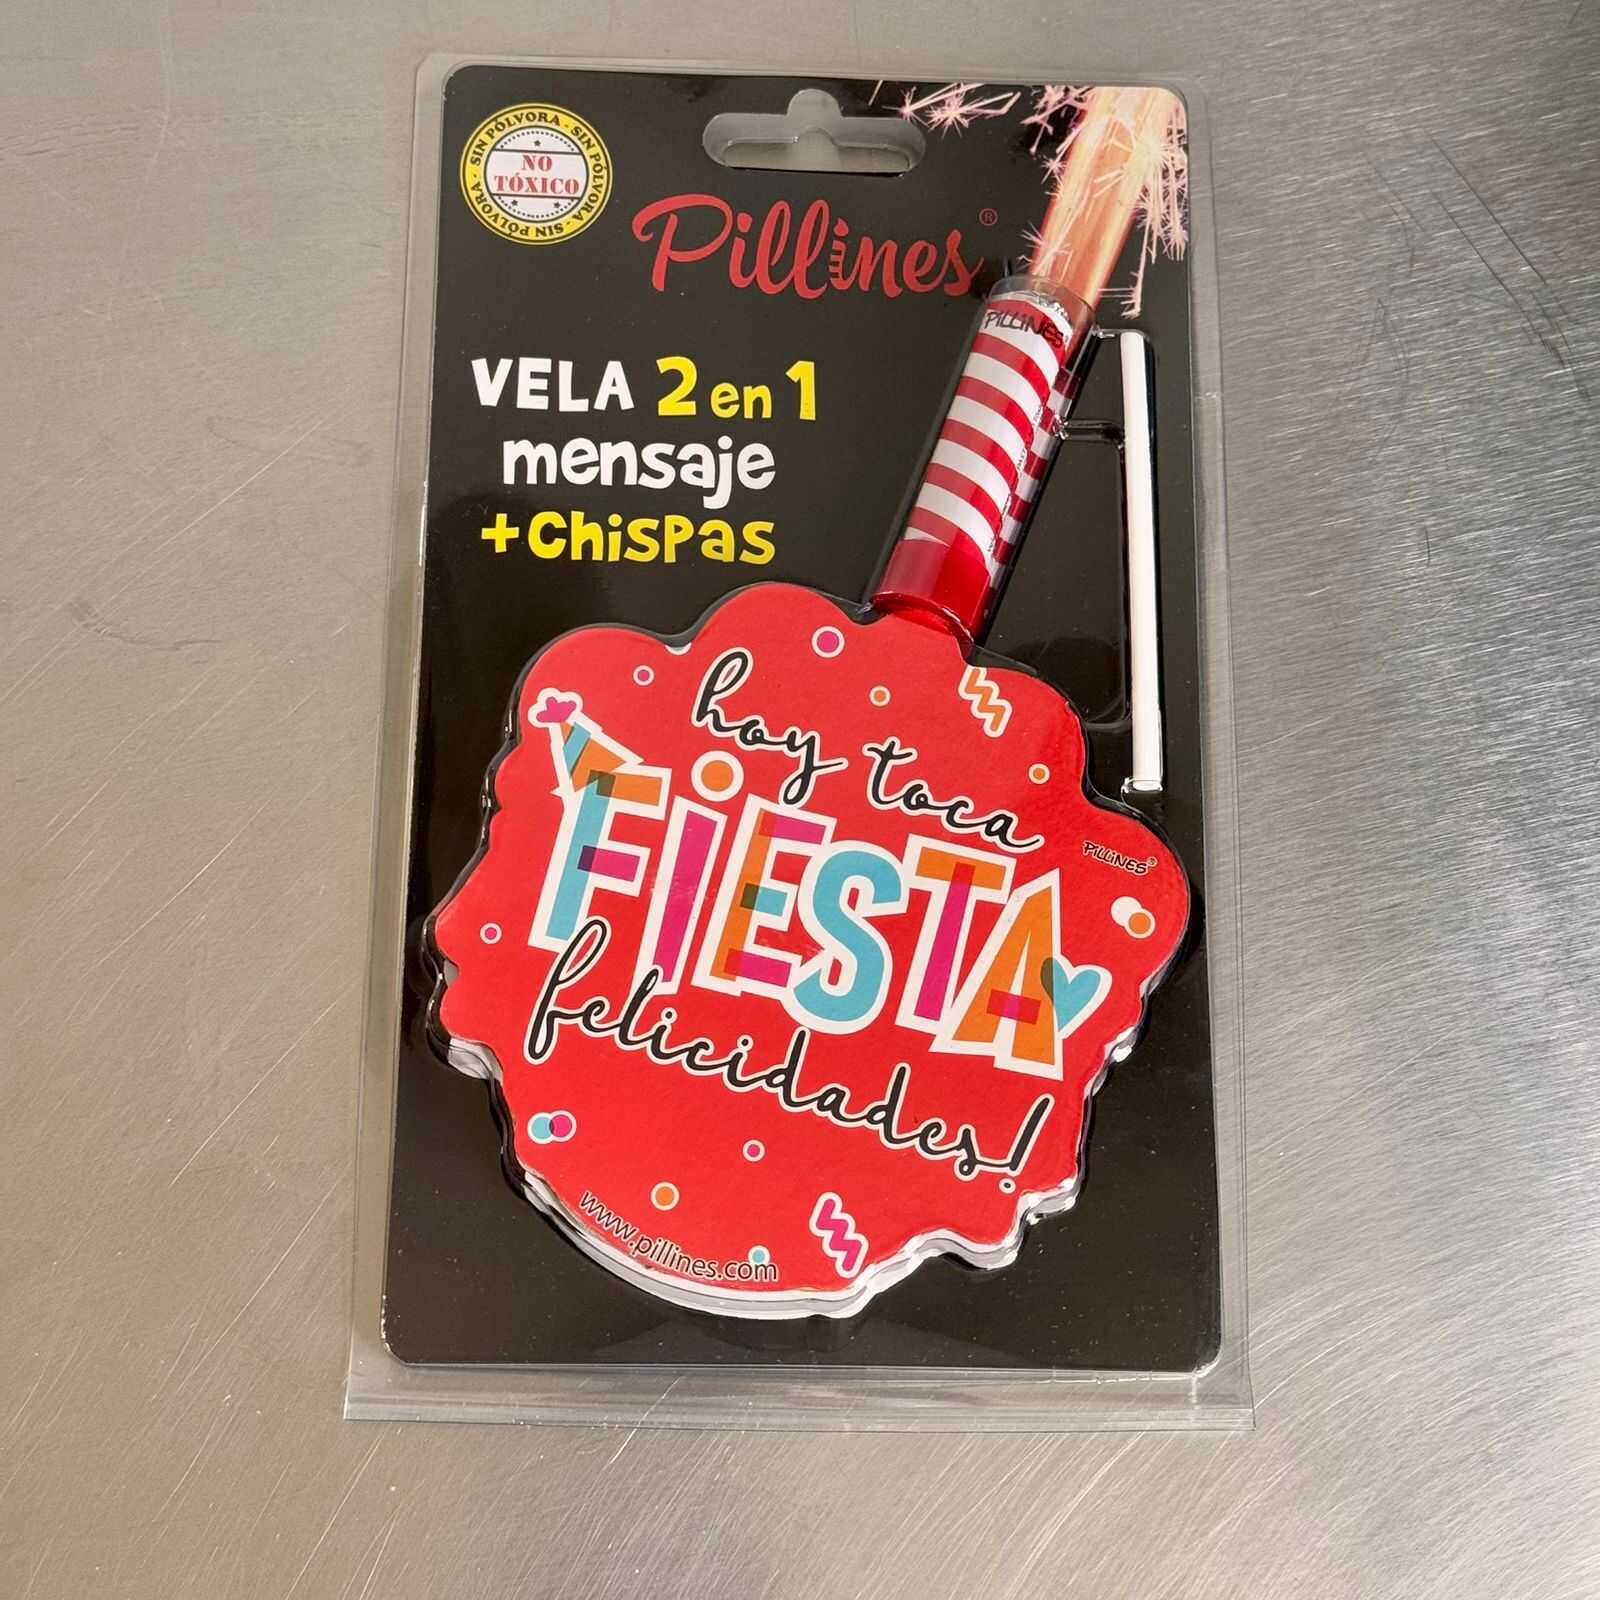 SIN PÓLVORA - SIN PÓLVORA - SIN PÓLVORA -
NO
TÓXICO
Pillines®
PILLINES®
VELA 2 en 1
mensaje
+chispas
hoy toca
FiESTA
PILLINES®
felicidades!
www.pillines.com